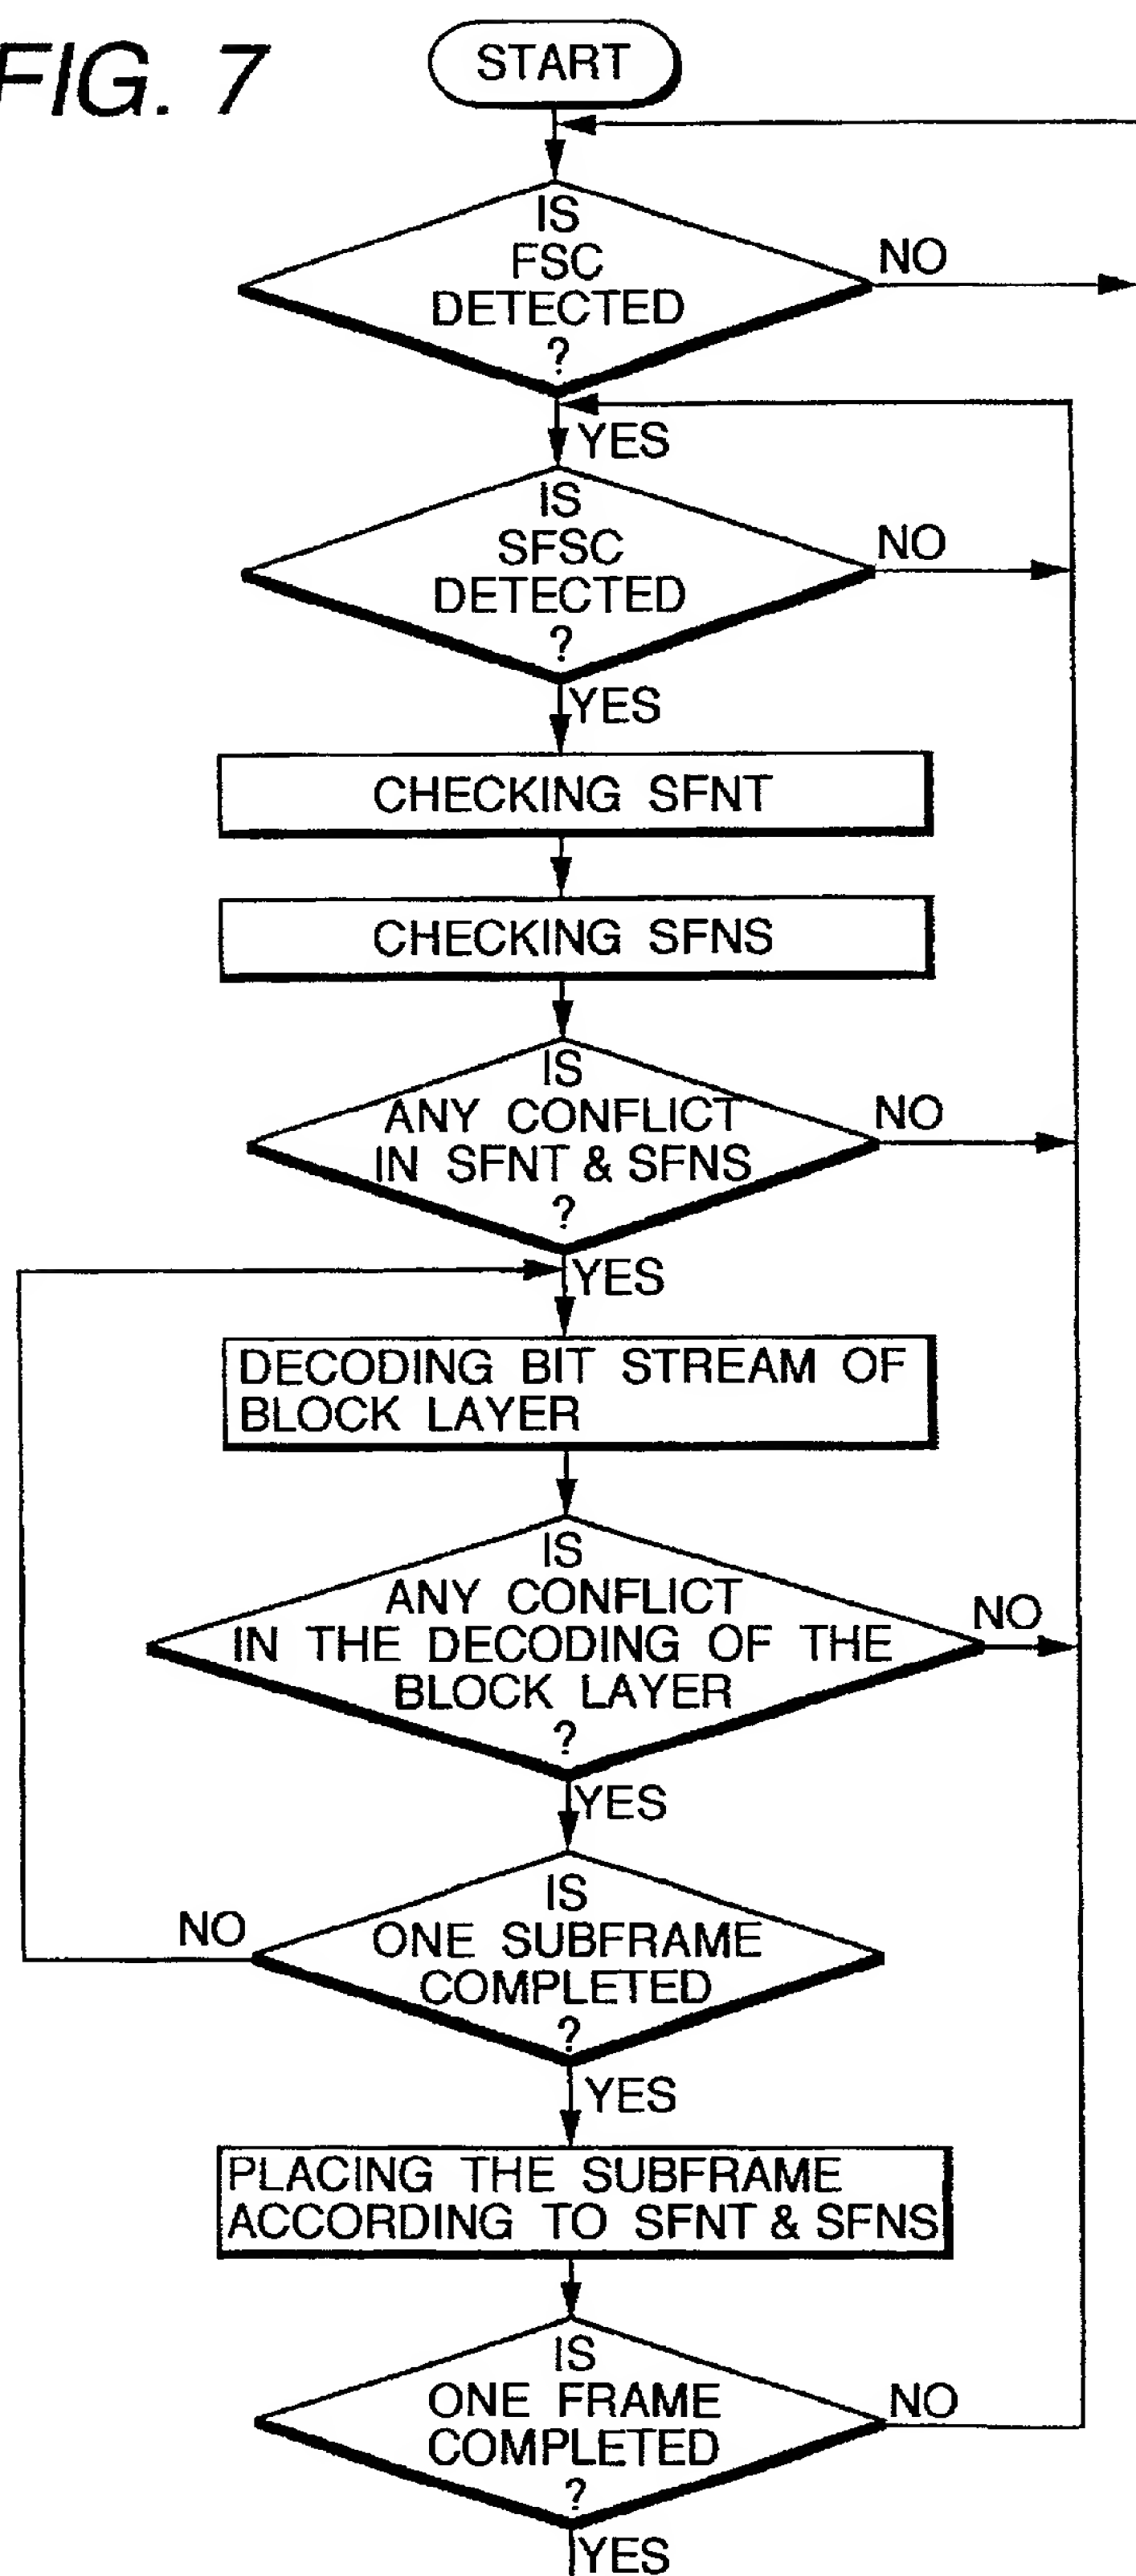 FIG. 7
START
IS
FSC
DETECTED
?
NO
YES
IS
SFSC
DETECTED
?
NO
YES
CHECKING SFNT
CHECKING SFNS
IS
ANY CONFLICT
IN SFNT & SFNS
?
NO
YES
DECODING BIT STREAM OF
BLOCK LAYER
IS
ANY CONFLICT
IN THE DECODING OF THE
BLOCK LAYER
?
NO
YES
IS
ONE SUBFRAME
COMPLETED
?
NO
YES
PLACING THE SUBFRAME
ACCORDING TO SFNT & SFNS
IS
ONE FRAME
COMPLETED
?
NO
YES